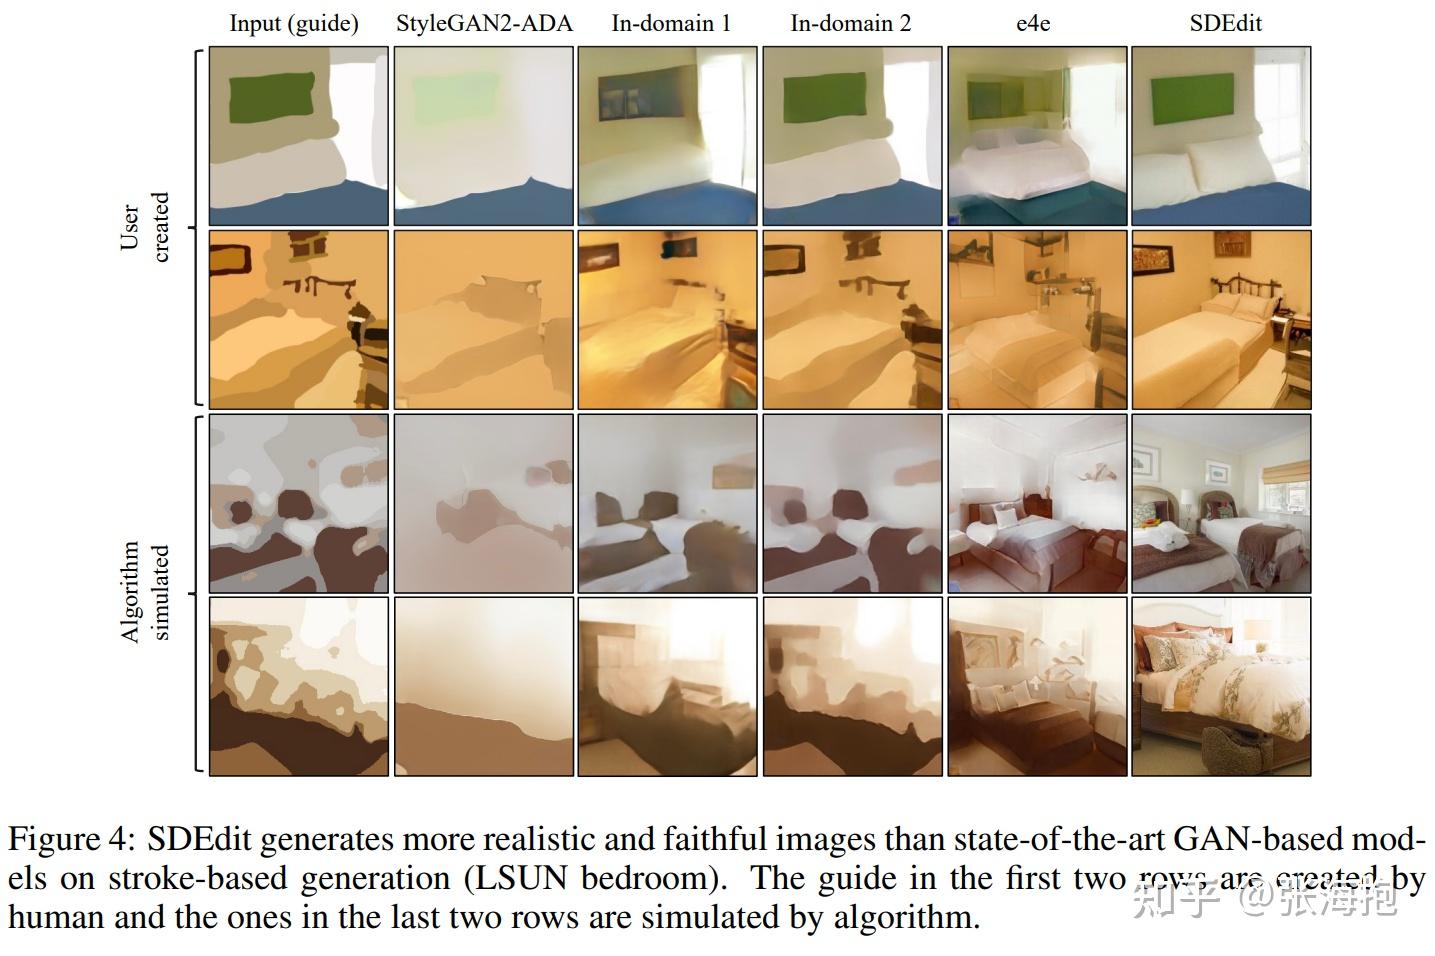 Input (guide) StyleGAN2-ADA In-domain 1 In-domain 2 e4e SDEdit
User
created
Algorithm
simulated
Figure 4: SDEdit generates more realistic and faithful images than state-of-the-art GAN-based mod-
els on stroke-based generation (LSUN bedroom). The guide in the first two rows are created by
human and the ones in the last two rows are simulated by algorithm.
知乎 @张海抱